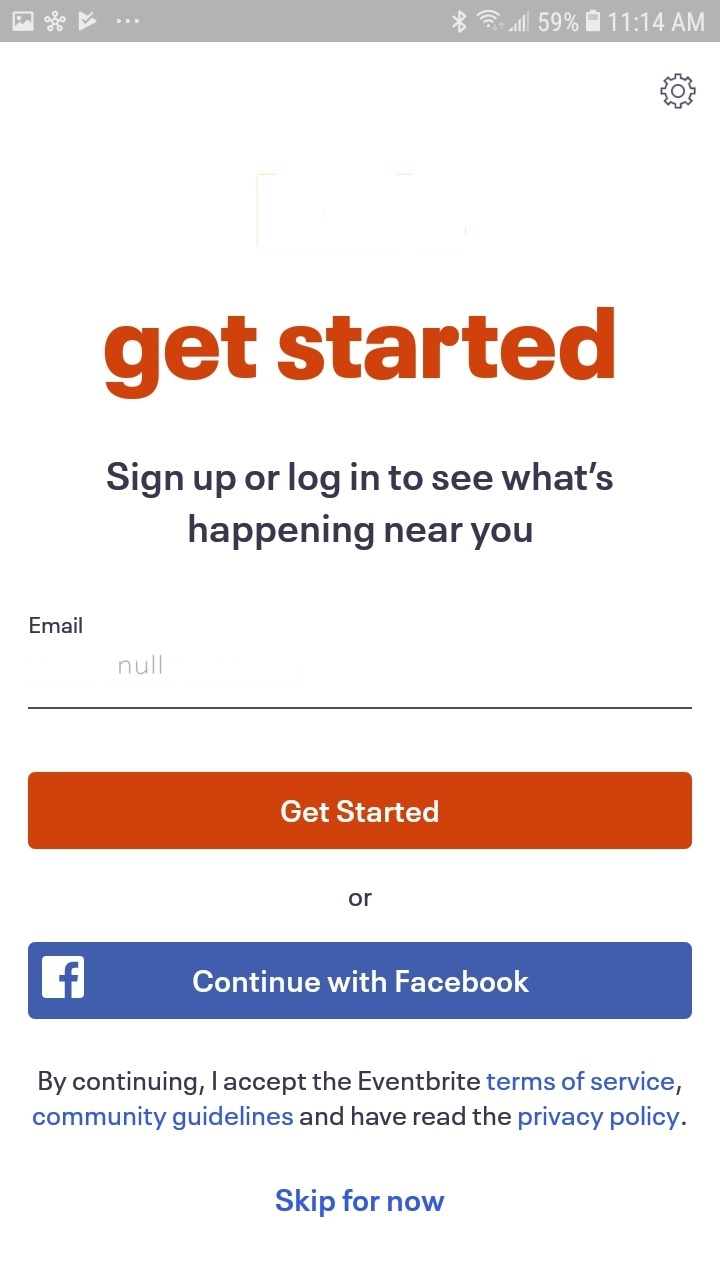 59% 11:14 AM
get started
Sign up or log in to see what's
happening near you
Email
null
Get Started
or
Continue with Facebook
By continuing, I accept the Eventbrite terms of service,
community guidelines and have read the privacy policy.
Skip for now